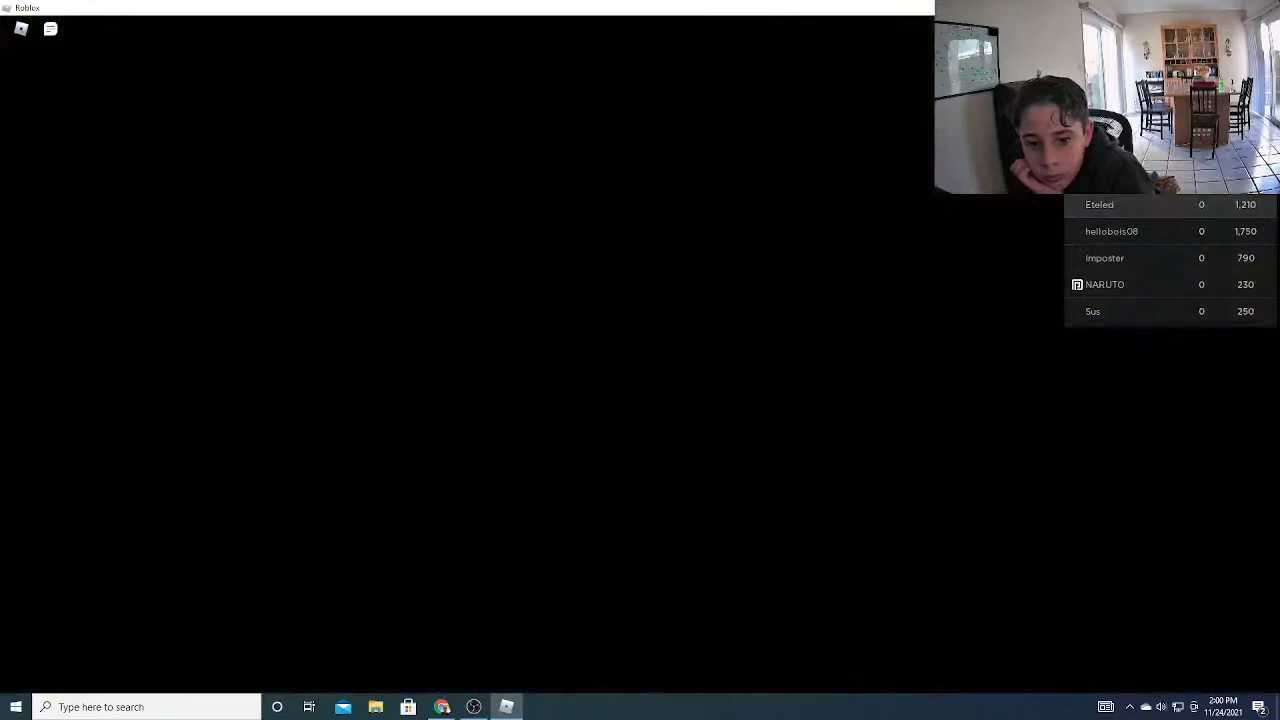 Roblox
Eteled 0 1,210
hellobois08 0 1,750
Imposter 0 790
NARUTO 0 230
Sus 0 250
Type here to search
2:00 PM
11/24/2021
2